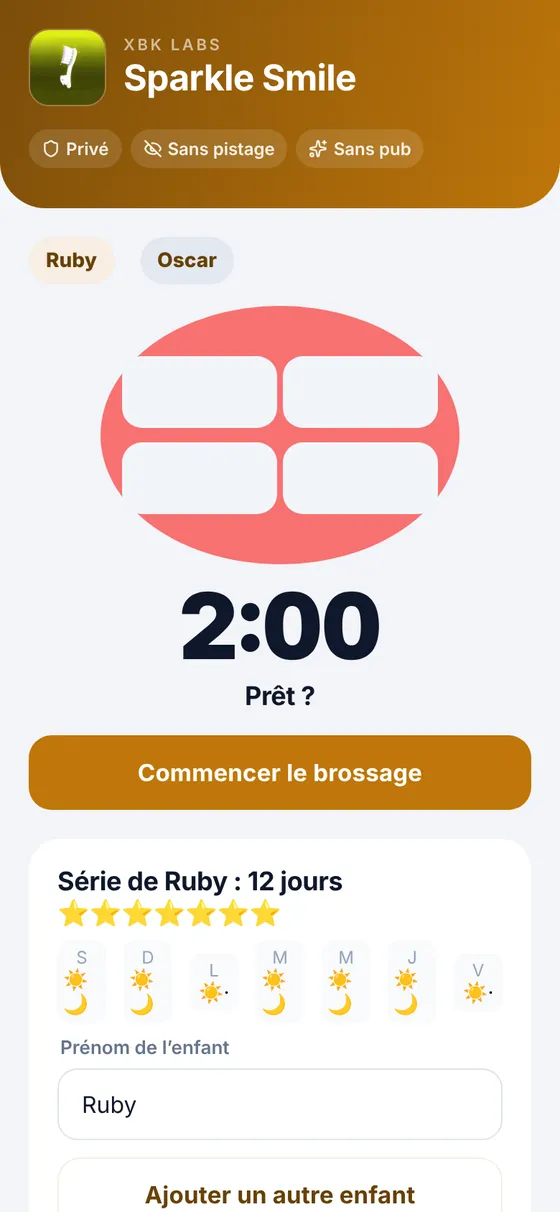 XBK LABS
Sparkle Smile
Privé
Sans pistage
Sans pub
Ruby
Oscar
2:00
Prêt ?
Commencer le brossage
Série de Ruby : 12 jours
⭐⭐⭐⭐⭐⭐⭐
S D L M M J V
☀️ ☀️ ☀️· ☀️ ☀️ ☀️ ☀️·
🌙 🌙 🌙 🌙 🌙
Prénom de l’enfant
Ruby
Ajouter un autre enfant